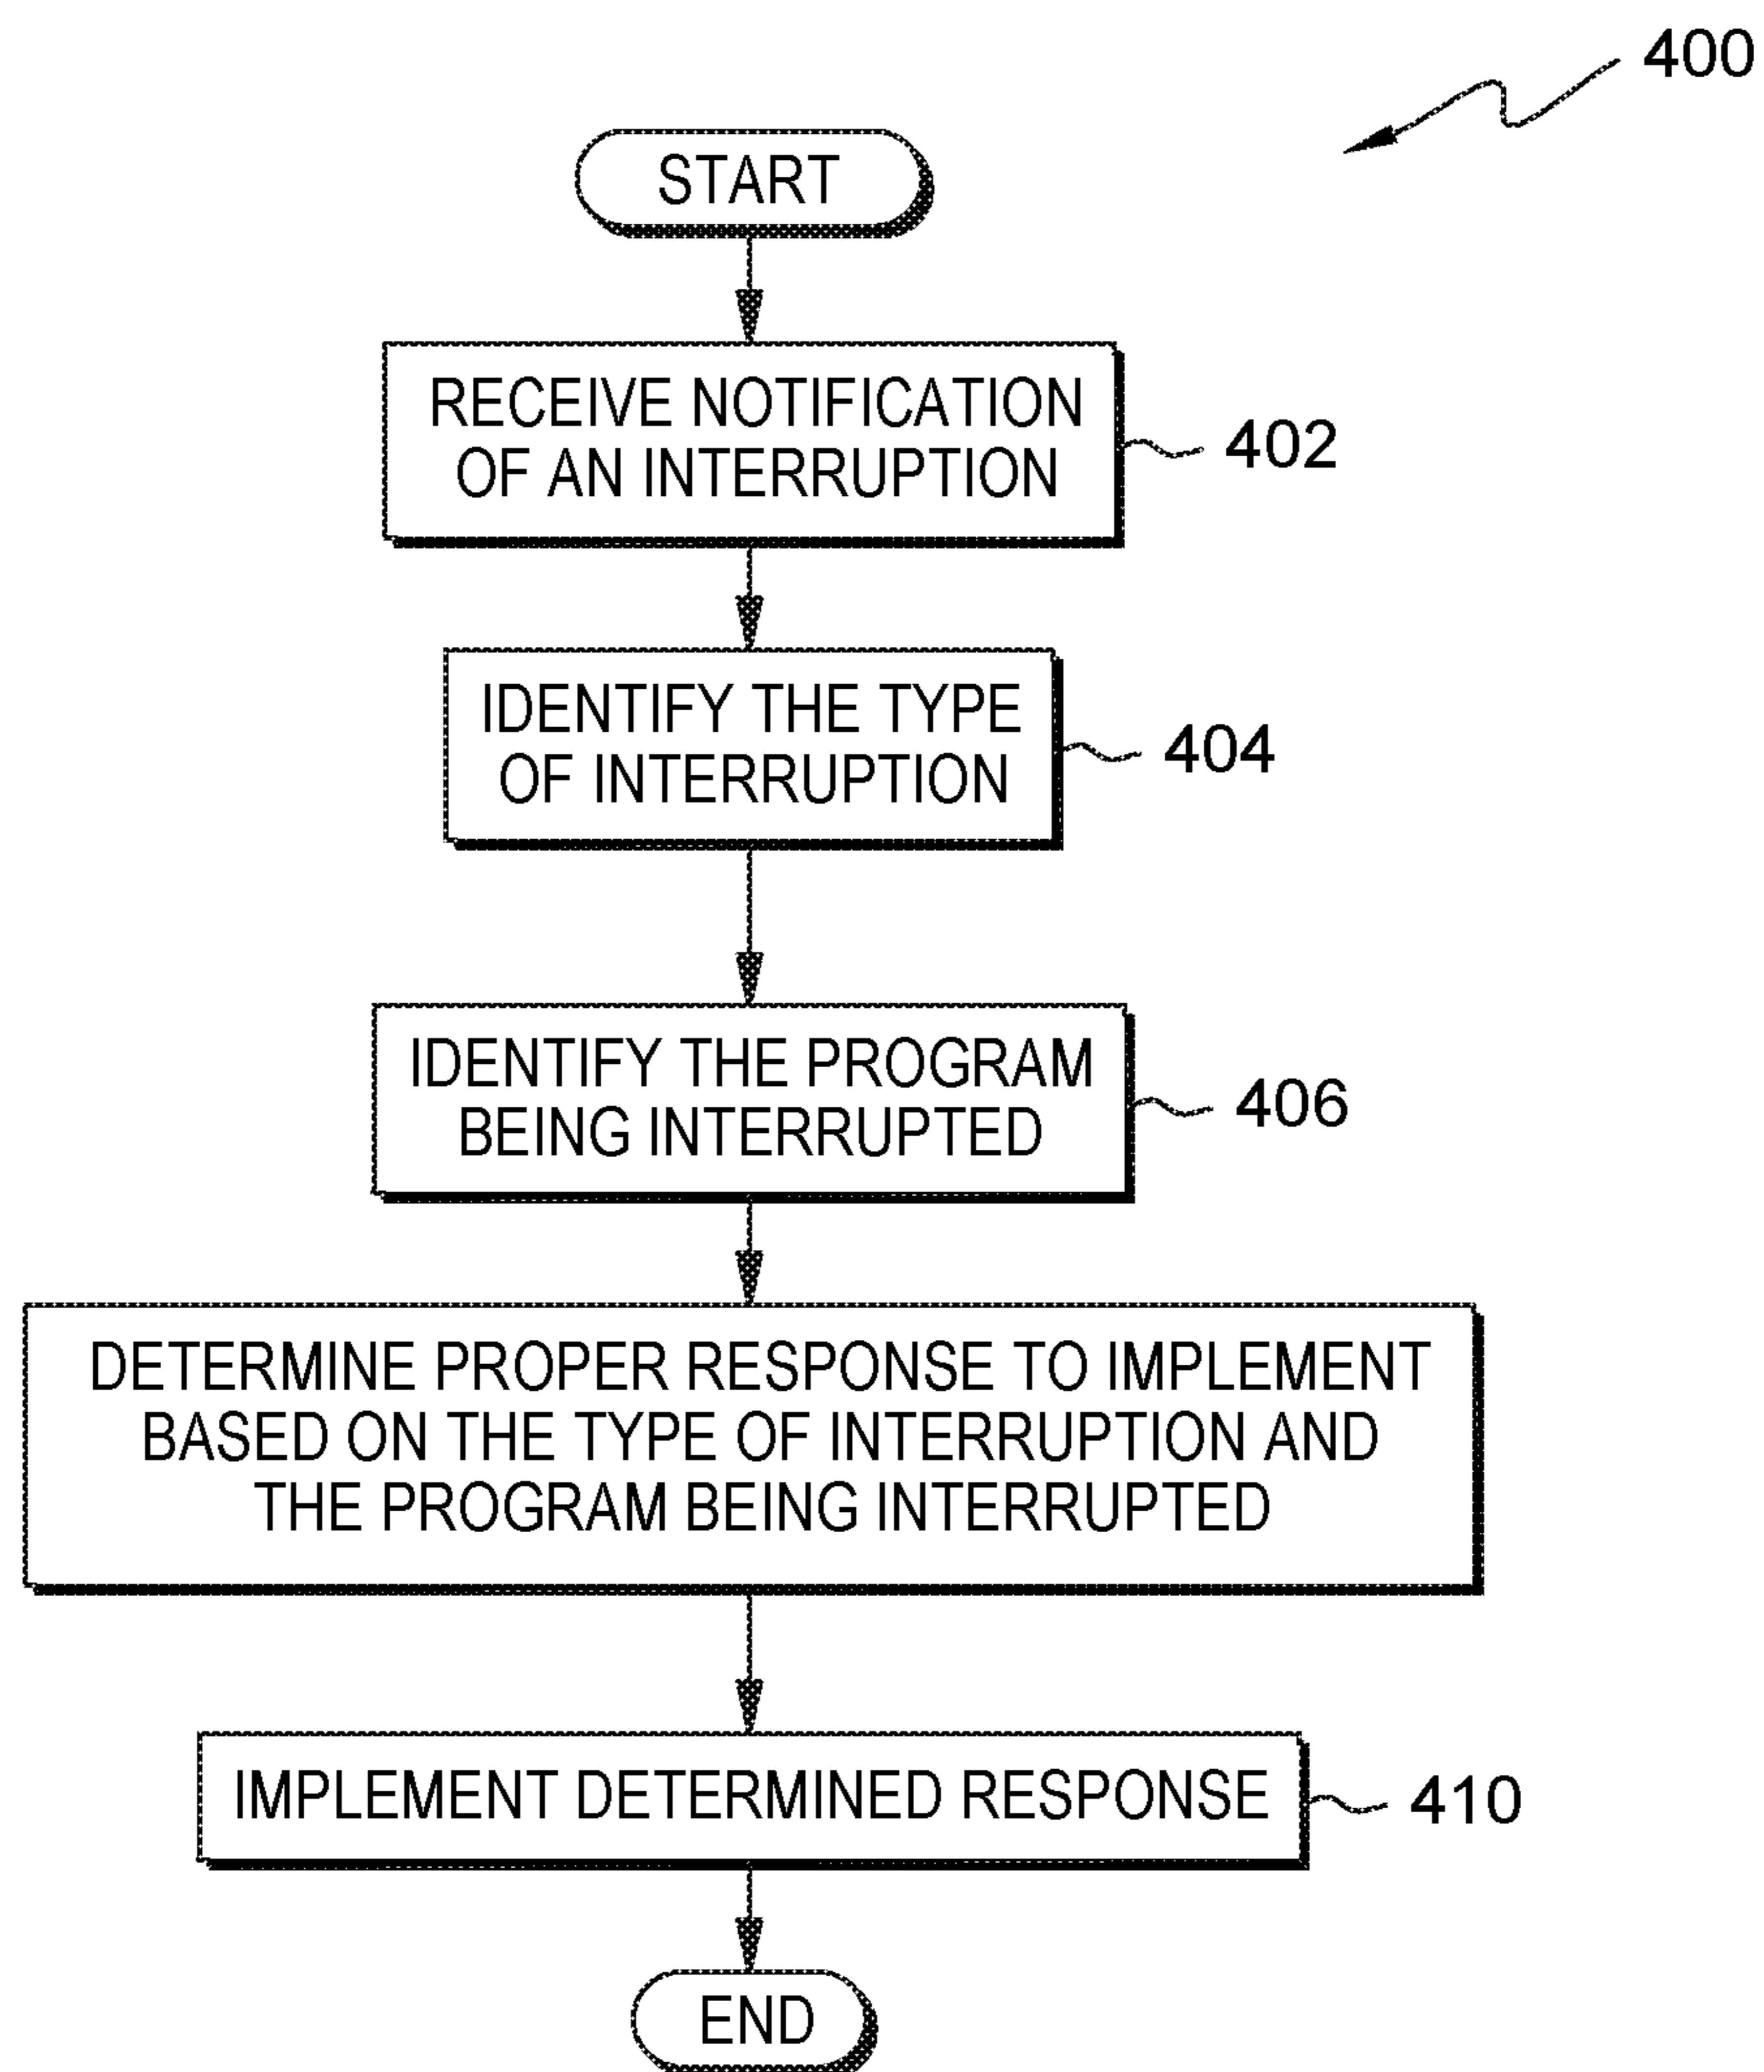 400
START
RECEIVE NOTIFICATION
OF AN INTERRUPTION
402
IDENTIFY THE TYPE
OF INTERRUPTION
404
IDENTIFY THE PROGRAM
BEING INTERRUPTED
406
DETERMINE PROPER RESPONSE TO IMPLEMENT
BASED ON THE TYPE OF INTERRUPTION AND
THE PROGRAM BEING INTERRUPTED
IMPLEMENT DETERMINED RESPONSE
410
END